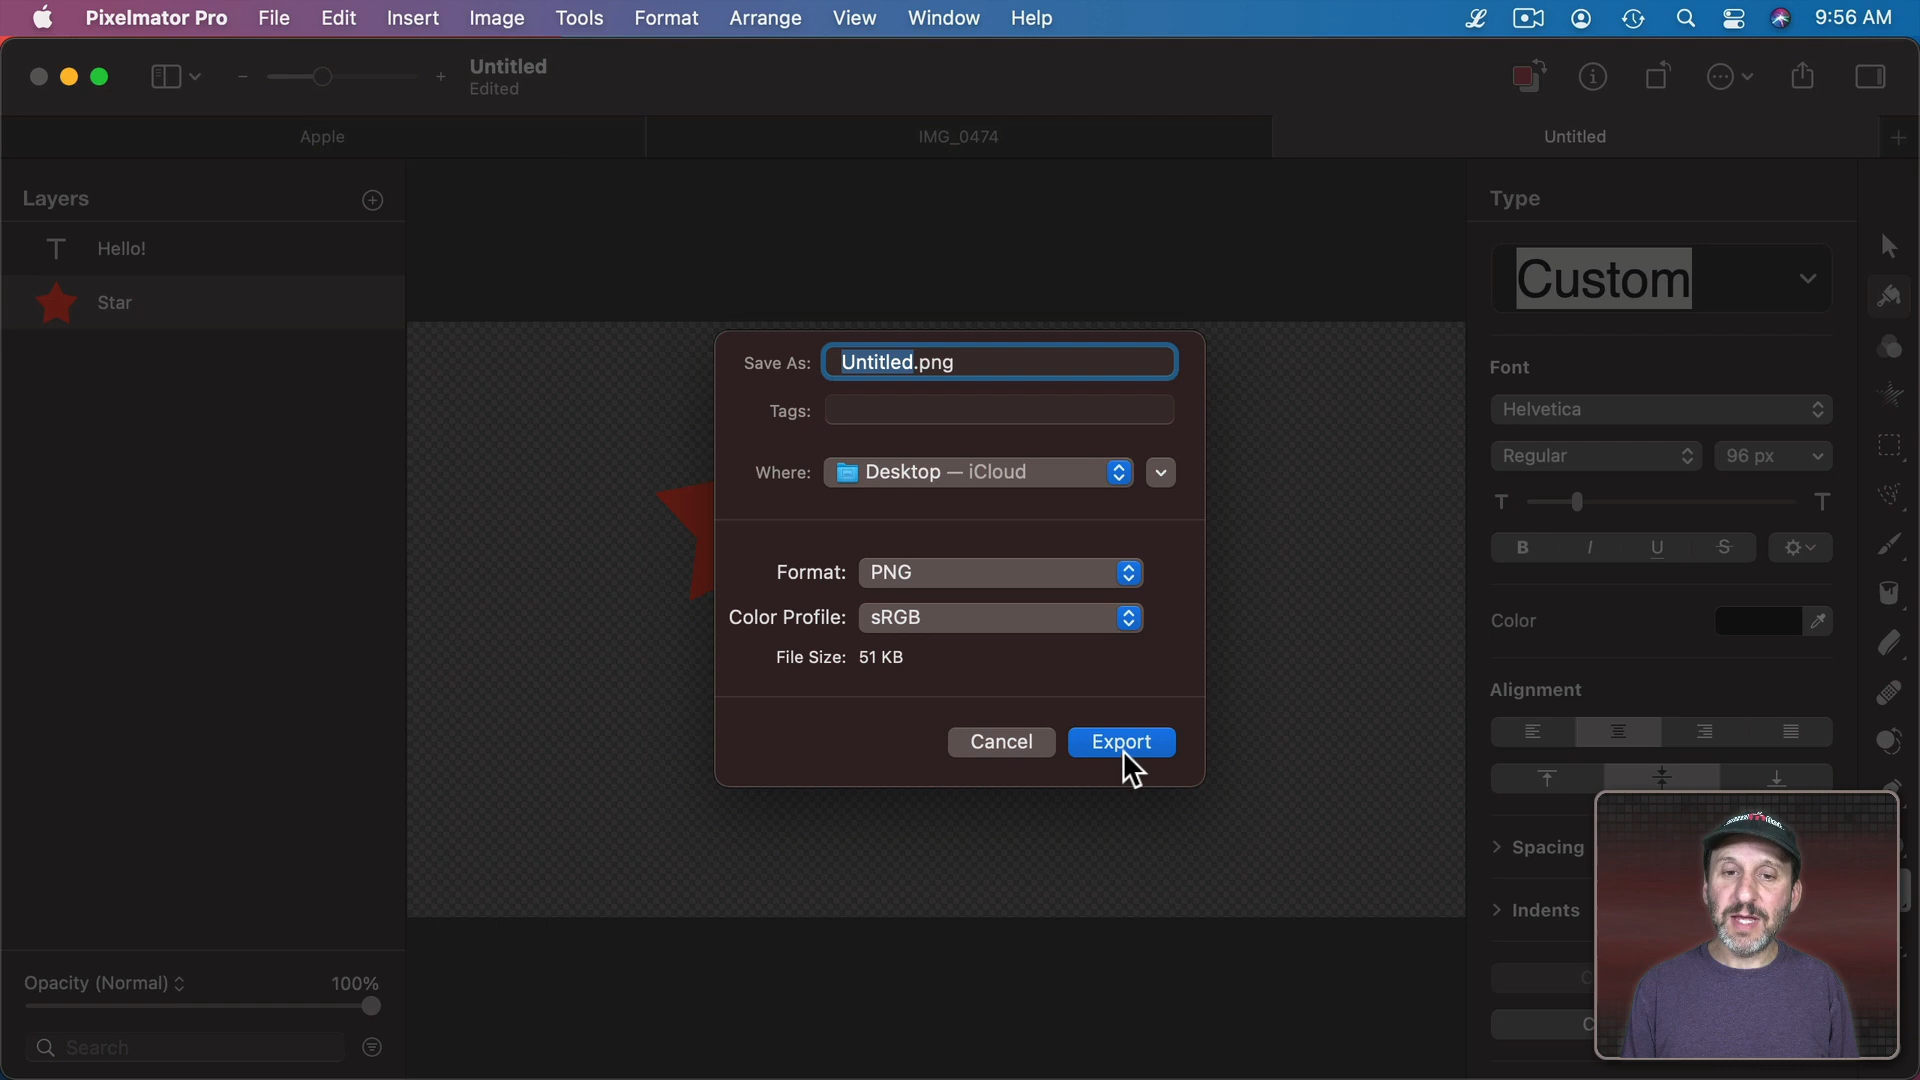 Pixelmator Pro File Edit Insert Image Tools Format Arrange View Window Help 9:56 AM
Untitled
Edited
Apple IMG_0474 Untitled
Layers
Hello!
Star
Opacity (Normal) 100%
Search
Save As: Untitled.png
Tags:
Where: Desktop — iCloud
Format: PNG
Color Profile: sRGB
File Size: 51 KB
Cancel Export
Type
Custom
Font
Helvetica
Regular 96 px
T T
B I U S
Color
Alignment
Spacing
Indents